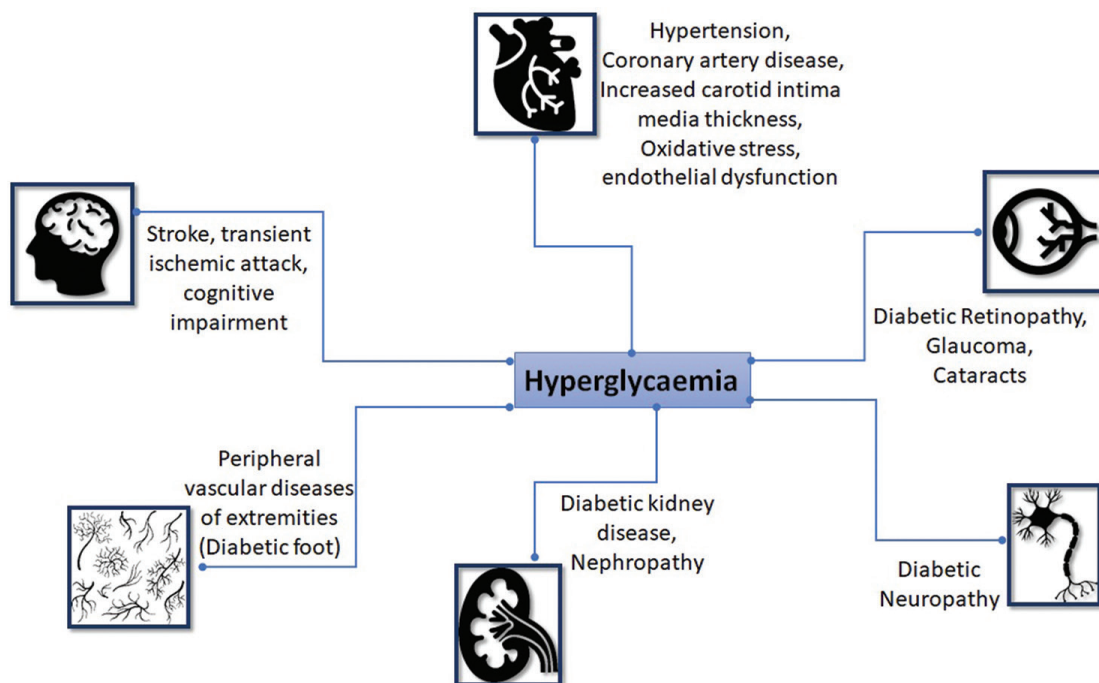 Hypertension,
Coronary artery disease,
Increased carotid intima
media thickness,
Oxidative stress,
endothelial dysfunction
Stroke, transient
ischemic attack,
cognitive
impairment
Diabetic Retinopathy,
Glaucoma,
Cataracts
Hyperglycaemia
Peripheral
vascular diseases
of extremities
(Diabetic foot)
Diabetic kidney
disease,
Nephropathy
Diabetic
Neuropathy